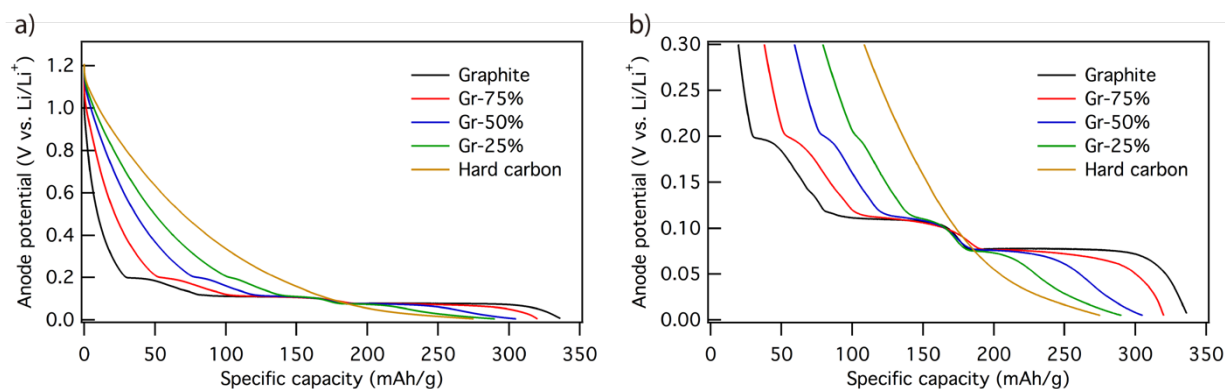 a)
Anode potential (V vs. Li/Li⁺)
1.2
1.0
0.8
0.6
0.4
0.2
0.0
Graphite
Gr-75%
Gr-50%
Gr-25%
Hard carbon
0 50 100 150 200 250 300 350
Specific capacity (mAh/g)
b)
Anode potential (V vs. Li/Li⁺)
0.30
0.25
0.20
0.15
0.10
0.05
0.00
Graphite
Gr-75%
Gr-50%
Gr-25%
Hard carbon
0 50 100 150 200 250 300 350
Specific capacity (mAh/g)